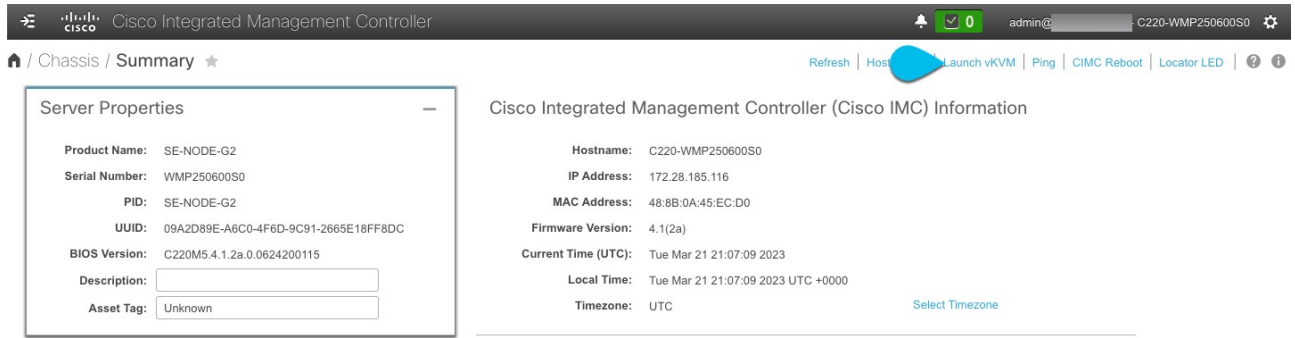 cisco Cisco Integrated Management Controller 0 admin@ - C220-WMP250600S0
/ Chassis / Summary Refresh | Host | Launch vKVM | Ping | CIMC Reboot | Locator LED | ? i
Server Properties
Product Name: SE-NODE-G2
Serial Number: WMP250600S0
PID: SE-NODE-G2
UUID: 09A2D89E-A6C0-4F6D-9C91-2665E18FF8DC
BIOS Version: C220M5.4.1.2a.0.0624200115
Description:
Asset Tag: Unknown
Cisco Integrated Management Controller (Cisco IMC) Information
Hostname: C220-WMP250600S0
IP Address: 172.28.185.116
MAC Address: 48:8B:0A:45:EC:D0
Firmware Version: 4.1(2a)
Current Time (UTC): Tue Mar 21 21:07:09 2023
Local Time: Tue Mar 21 21:07:09 2023 UTC +0000
Timezone: UTC Select Timezone